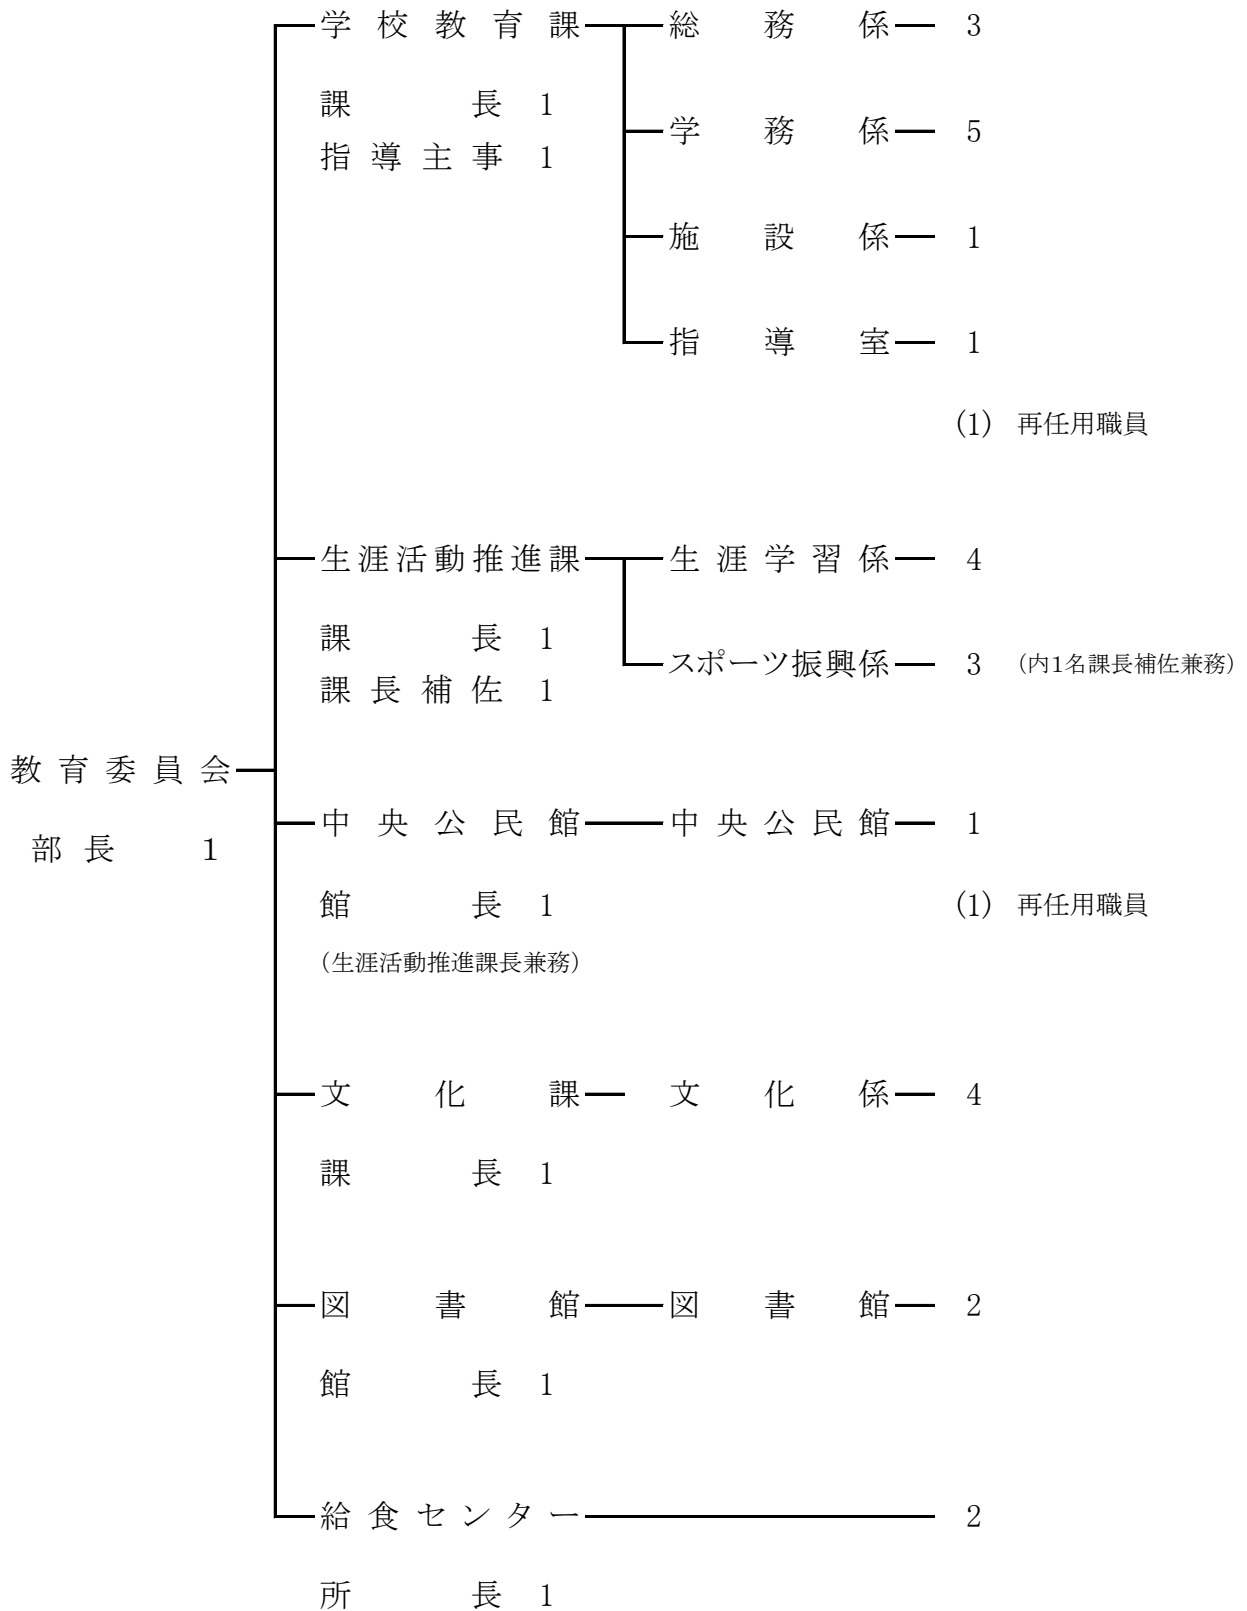 学校教育課 総務係 3
課長 1
学務係 5
指導主事 1
施設係 1
指導室 1
(1) 再任用職員
生涯活動推進課 生涯学習係 4
課長 1
スポーツ振興係 3 (内1名課長補佐兼務)
課長補佐 1
教育委員会
中央公民館 中央公民館 1
部長 1
館長 1 (1) 再任用職員
(生涯活動推進課長兼務)
文化課 文化係 4
課長 1
図書館 図書館 2
館長 1
給食センター 2
所長 1